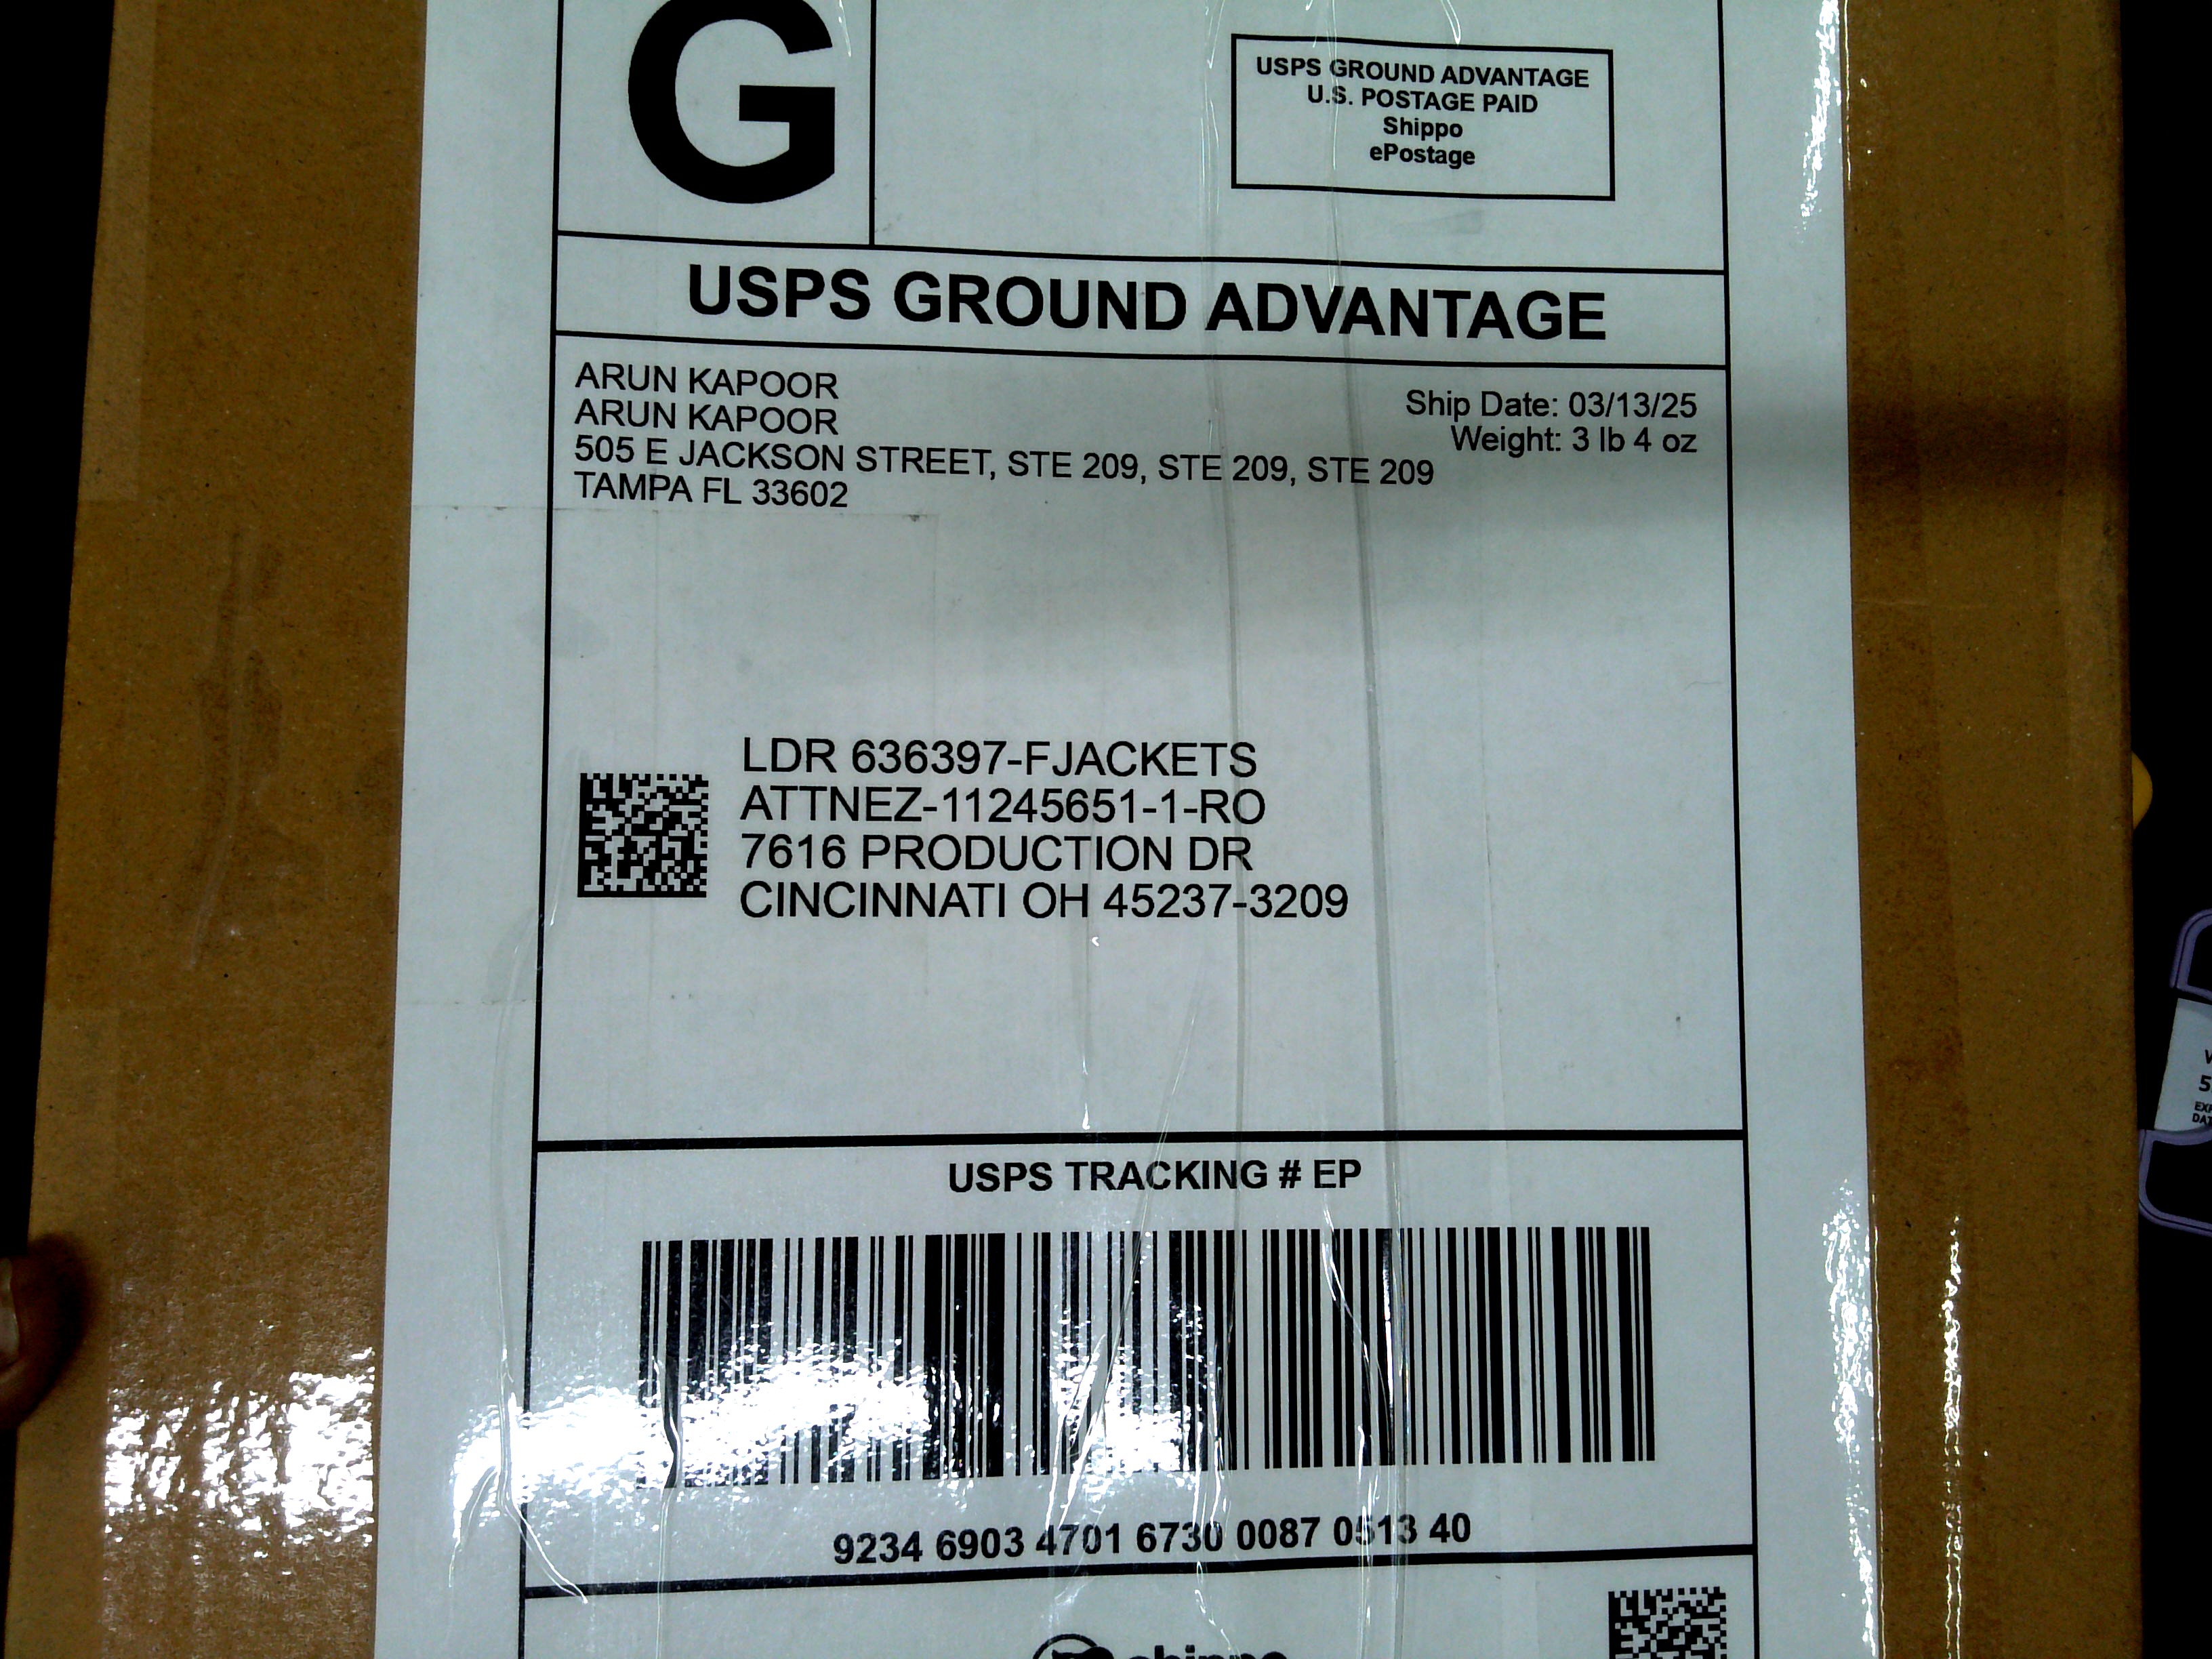 G
USPS GROUND ADVANTAGE
U.S. POSTAGE PAID
Shippo
ePostage
USPS GROUND ADVANTAGE
ARUN KAPOOR
ARUN KAPOOR
505 E JACKSON STREET, STE 209, STE 209, STE 209
TAMPA FL 33602
Ship Date: 03/13/25
Weight: 3 lb 4 oz
LDR 636397-FJACKETS
ATTNEZ-11245651-1-RO
7616 PRODUCTION DR
CINCINNATI OH 45237-3209
USPS TRACKING # EP
9234 6903 4701 6730 0087 0513 40
shippo